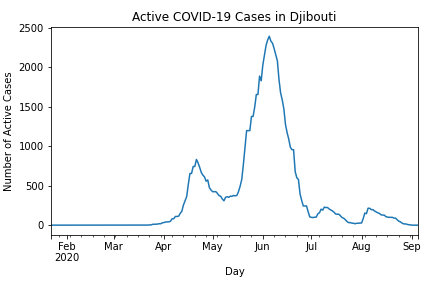 Active COVID-19 Cases in Djibouti
Number of Active Cases
2500
2000
1500
1000
500
0
Feb Mar Apr May Jun Jul Aug Sep
2020
Day